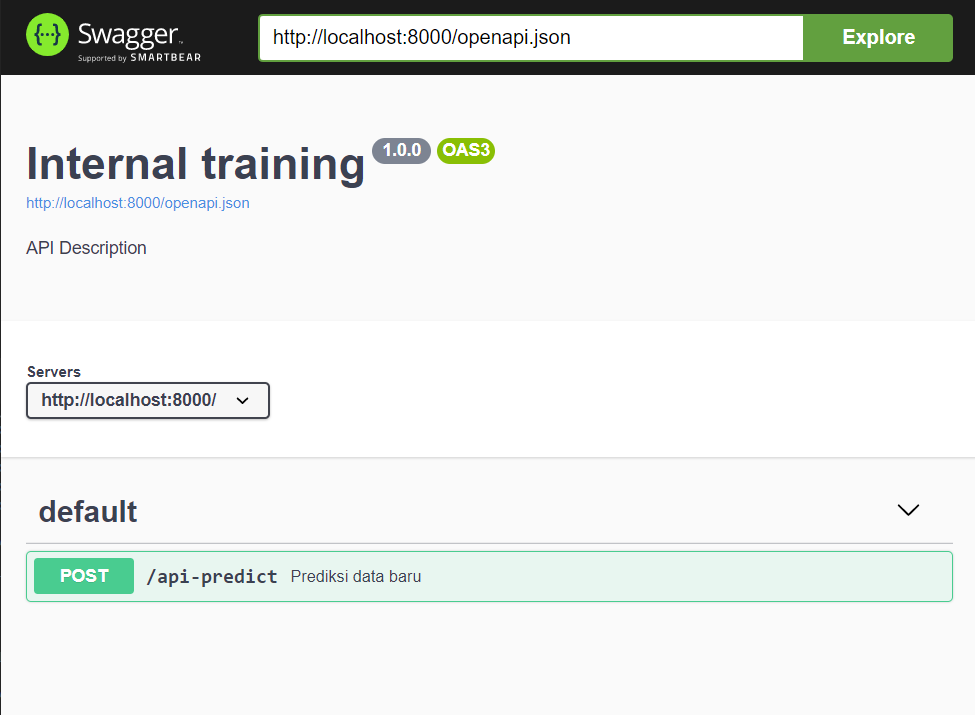 Swagger™
Supported by SMARTBEAR
http://localhost:8000/openapi.json
Explore
Internal training 1.0.0 OAS3
http://localhost:8000/openapi.json
API Description
Servers
http://localhost:8000/
default
POST /api-predict Prediksi data baru